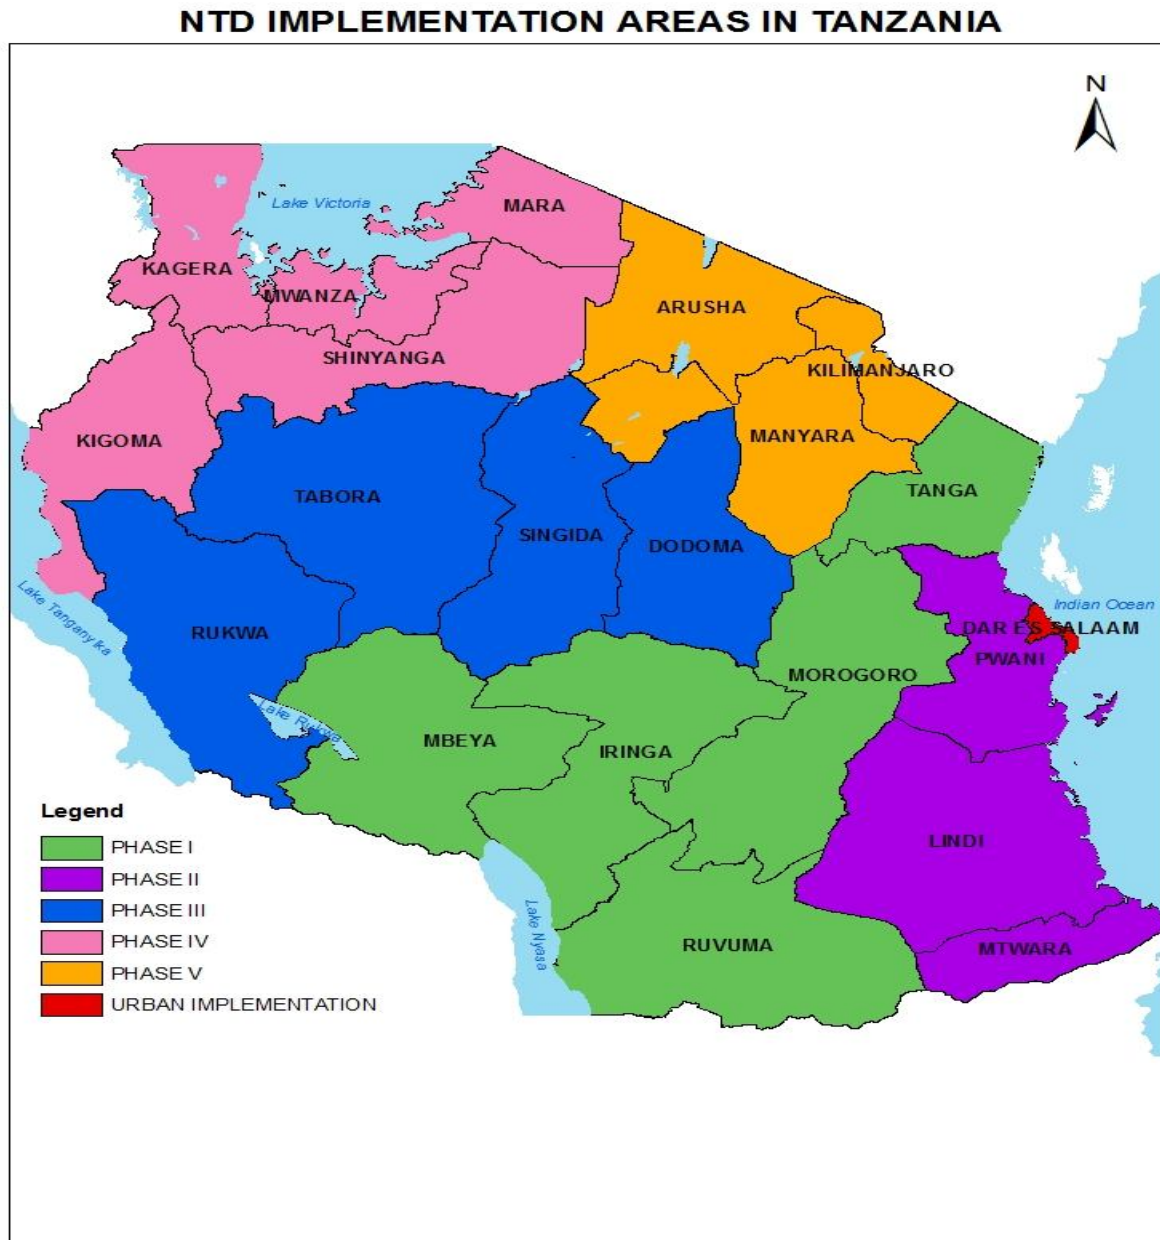 NTD IMPLEMENTATION AREAS IN TANZANIA
N
Lake Victoria
MARA
KAGERA
MWANZA
ARUSHA
SHINYANGA
KILIMANJARO
KIGOMA
MANYARA
TABORA
TANGA
SINGIDA
DODOMA
Lake Tanganyika
Indian Ocean
RUKWA
DAR ES SALAAM
PWANI
MOROGORO
Lake Rukwa
MBEYA
IRINGA
LINDI
Lake Nyasa
RUVUMA
MTWARA
Legend
PHASE I
PHASE II
PHASE III
PHASE IV
PHASE V
URBAN IMPLEMENTATION